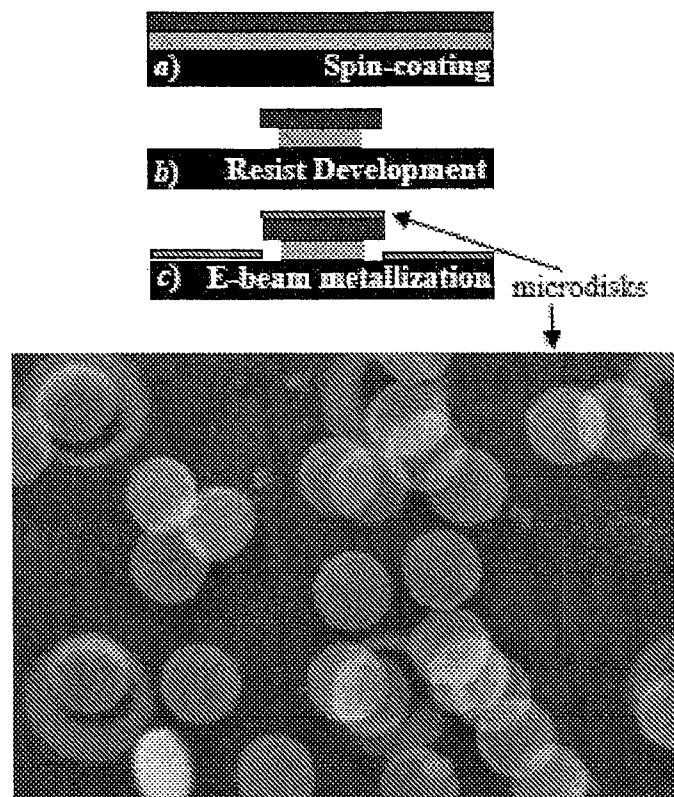 a) Spin-coating
b) Resist Development
c) E-beam metallization
microdisks